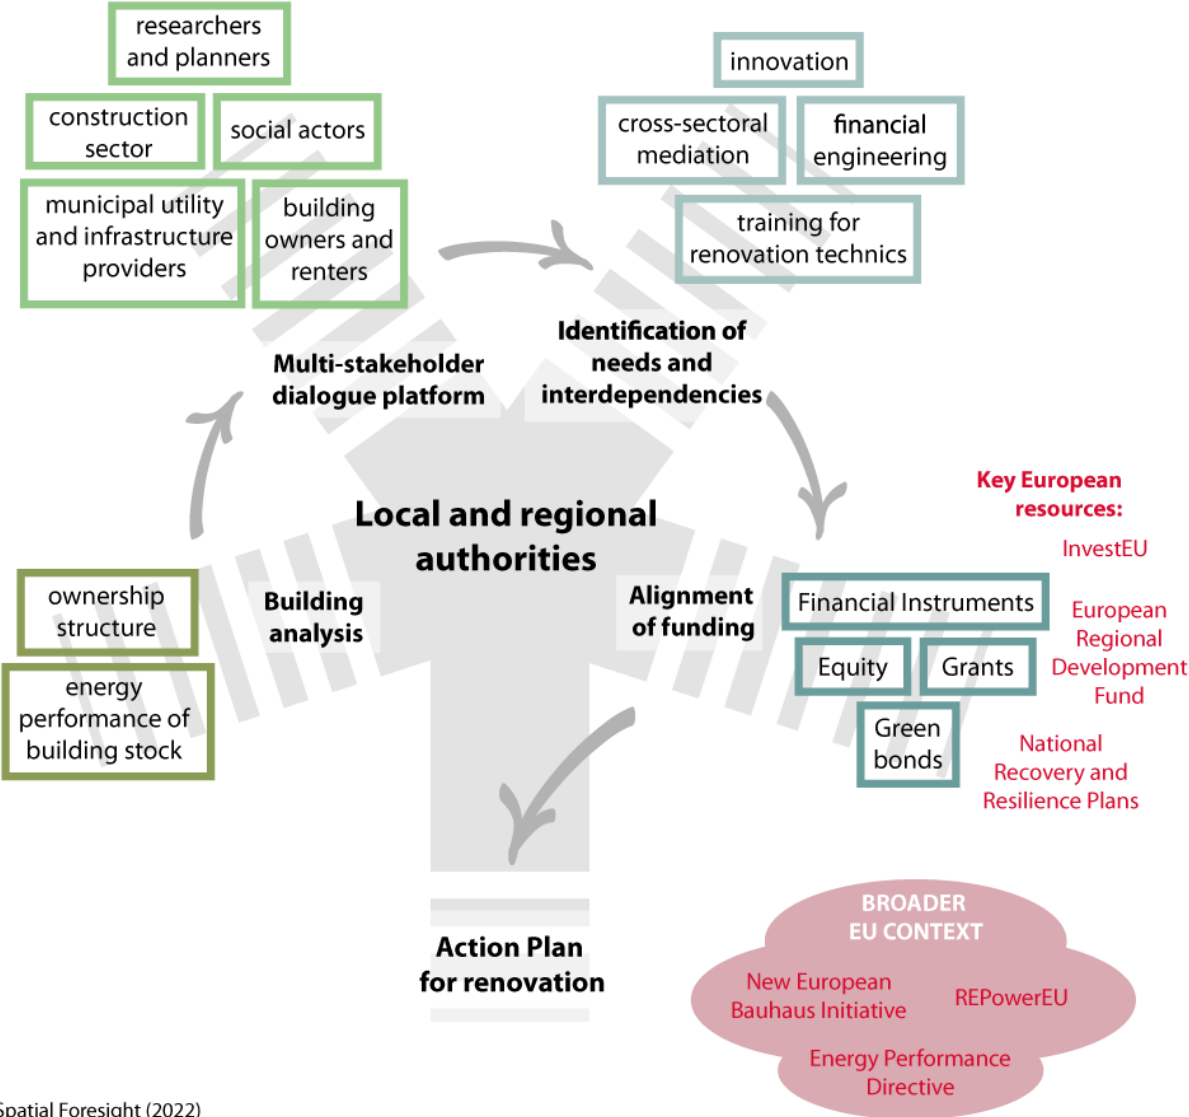 researchers
and planners
construction
sector
social actors
municipal utility
and infrastructure
providers
building
owners and
renters
innovation
cross-sectoral
mediation
financial
engineering
training for
renovation technics
Multi-stakeholder
dialogue platform
Identification of
needs and
interdependencies
Local and regional
authorities
Building
analysis
ownership
structure
energy
performance of
building stock
Alignment
of funding
Financial Instruments
Equity
Grants
Green
bonds
Key European
resources:
InvestEU
European
Regional
Development
Fund
National
Recovery and
Resilience Plans
Action Plan
for renovation
BROADER
EU CONTEXT
New European
Bauhaus Initiative
REPowerEU
Energy Performance
Directive
Spatial Foresight (2022)